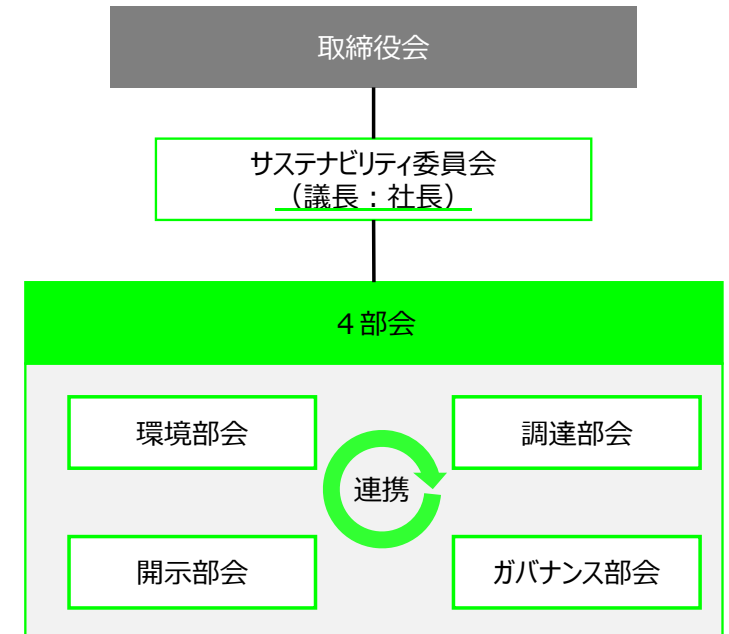 取締役会
サステナビリティ委員会
（議長：社長）
４部会
環境部会
調達部会
連携
開示部会
ガバナンス部会